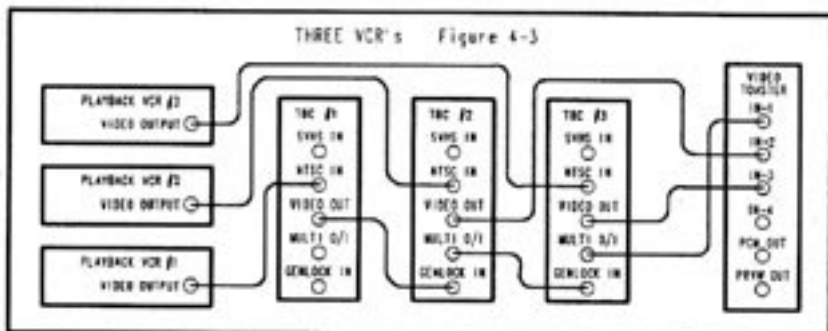 THREE VCR's Figure 4-3
PLAYBACK VCR #3
VIDEO OUTPUT
PLAYBACK VCR #2
VIDEO OUTPUT
PLAYBACK VCR #1
VIDEO OUTPUT
TBC #1
SVHS IN
NTSC IN
VIDEO OUT
MULTI O/I
GENLOCK IN
TBC #2
SVHS IN
NTSC IN
VIDEO OUT
MULTI O/I
GENLOCK IN
TBC #3
SVHS IN
NTSC IN
VIDEO OUT
MULTI O/I
GENLOCK IN
VIDEO
TOASTER
IN-1
IN-2
IN-3
PGM OUT
PRVW OUT